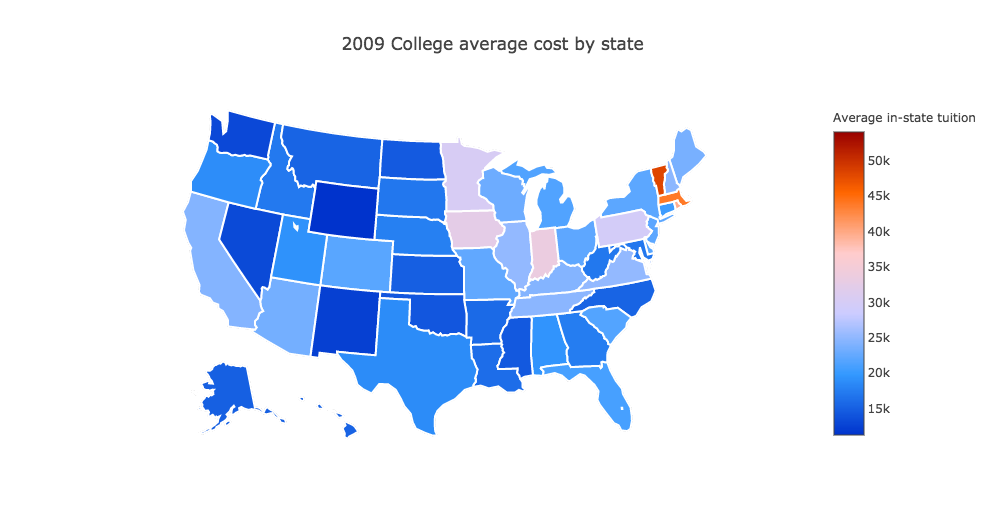 2009 College average cost by state
Average in-state tuition
50k
45k
40k
35k
30k
25k
20k
15k